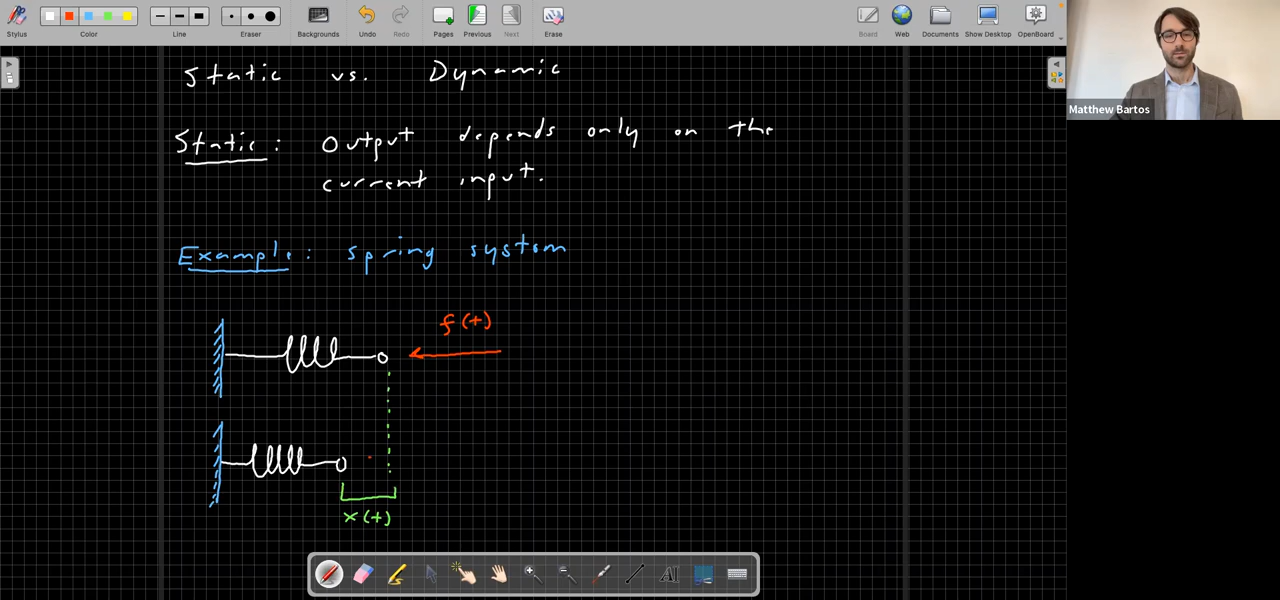 Stylus Color Line Eraser Backgrounds Undo Redo Pages Previous Next Erase Board Web Documents Show Desktop OpenBoard
Matthew Bartos
Static vs. Dynamic
Static: Output depends only on the
current input.
Example: spring system
f(t)
x(t)
AI